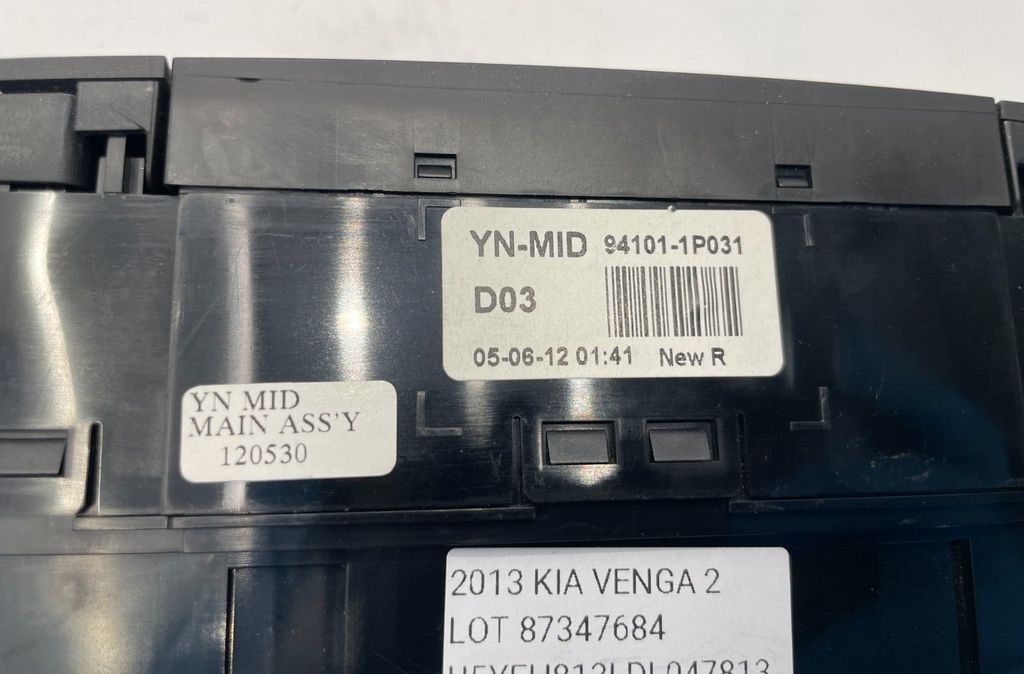 YN-MID 94101-1P031
D03
05-06-12 01:41 New R
YN MID
MAIN ASS'Y
120530
2013 KIA VENGA 2
LOT 87347684